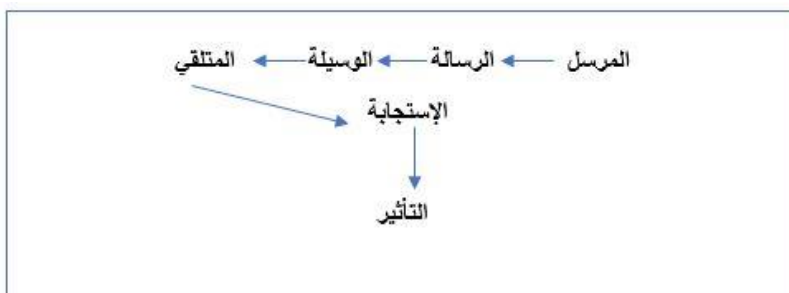 المرسل الرسالة الوسيلة المتلقي
الإستجابة
التأثير